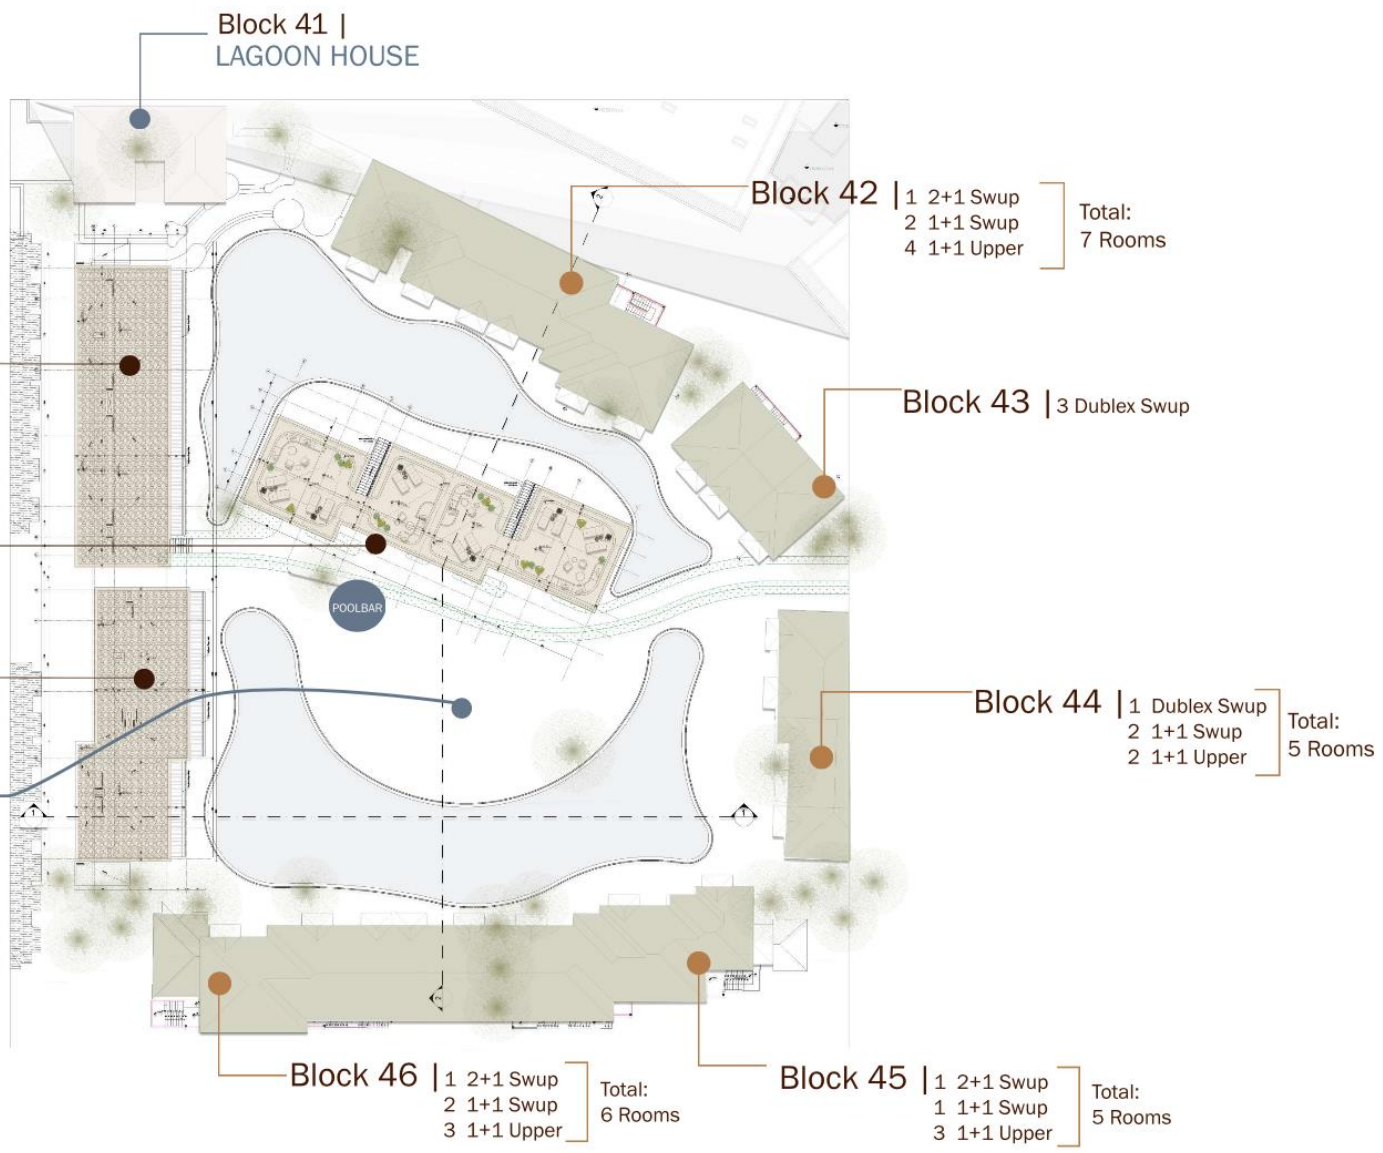 Block 41 |
LAGOON HOUSE
Block 42 | 1 2+1 Swup
2 1+1 Swup
4 1+1 Upper
Total:
7 Rooms
Block 43 | 3 Dublex Swup
POOLBAR
Block 44 | 1 Dublex Swup
2 1+1 Swup
2 1+1 Upper
Total:
5 Rooms
1
1
2
2
Block 46 | 1 2+1 Swup
2 1+1 Swup
3 1+1 Upper
Total:
6 Rooms
Block 45 | 1 2+1 Swup
1 1+1 Swup
3 1+1 Upper
Total:
5 Rooms